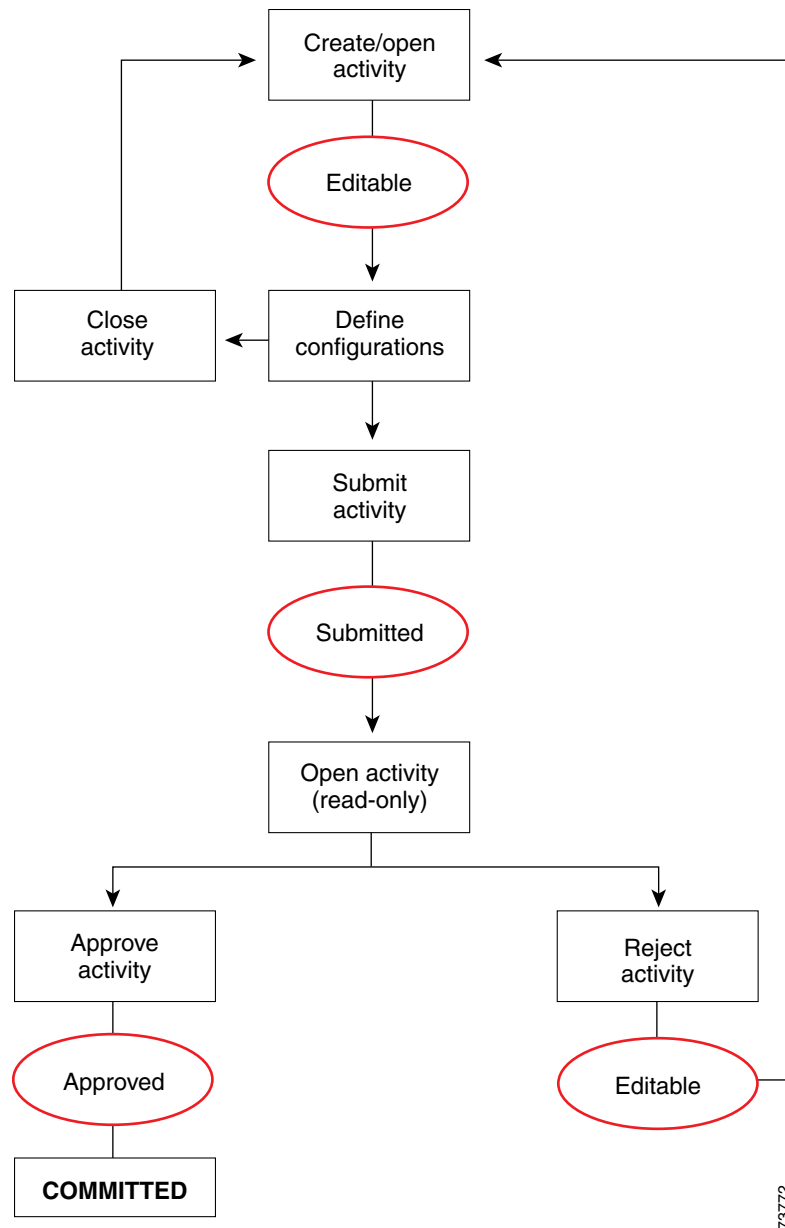 Create/open
activity
Editable
Close
activity
Define
configurations
Submit
activity
Submitted
Open activity
(read-only)
Approve
activity
Reject
activity
Approved
Editable
COMMITTED